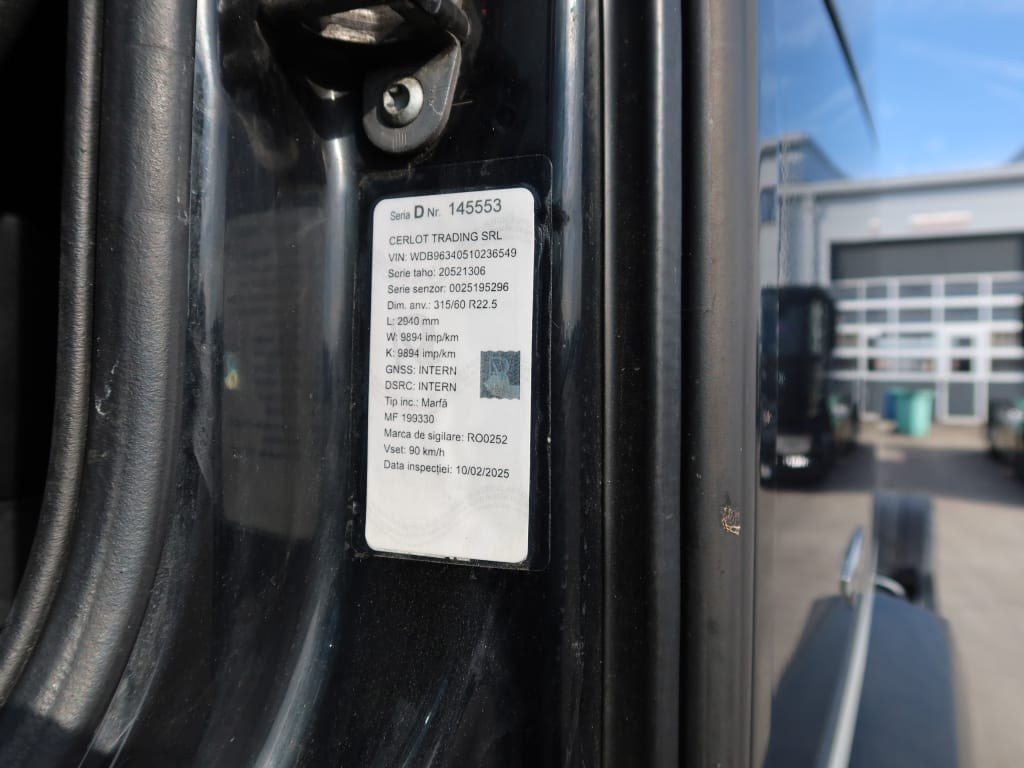 Seria D Nr. 145553
CERLOT TRADING SRL
VIN: WDB96340510236549
Serie taho: 20521306
Serie senzor: 0025195296
Dim. anv.: 315/60 R22.5
L: 2940 mm
W: 9894 imp/km
K: 9894 imp/km
GNSS: INTERN
DSRC: INTERN
Tip inc.: Marfă
MF 199330
Marca de sigilare: RO0252
Vset: 90 km/h
Data inspecției: 10/02/2025